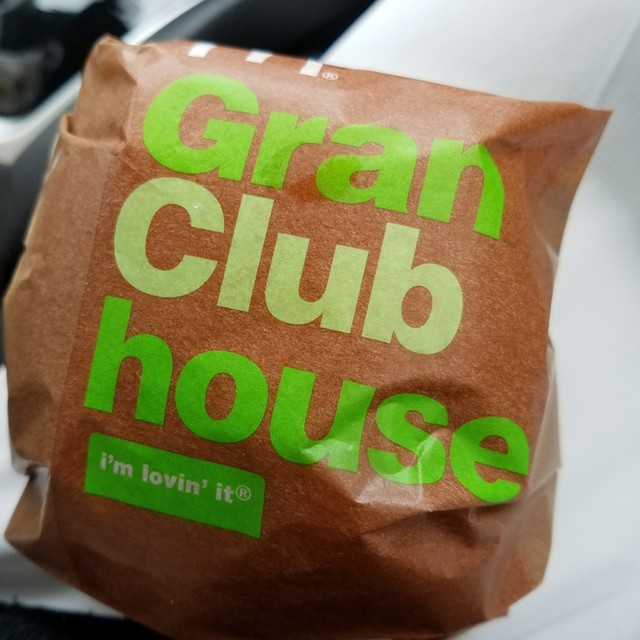 Gran
Club
house
i'm lovin' it®